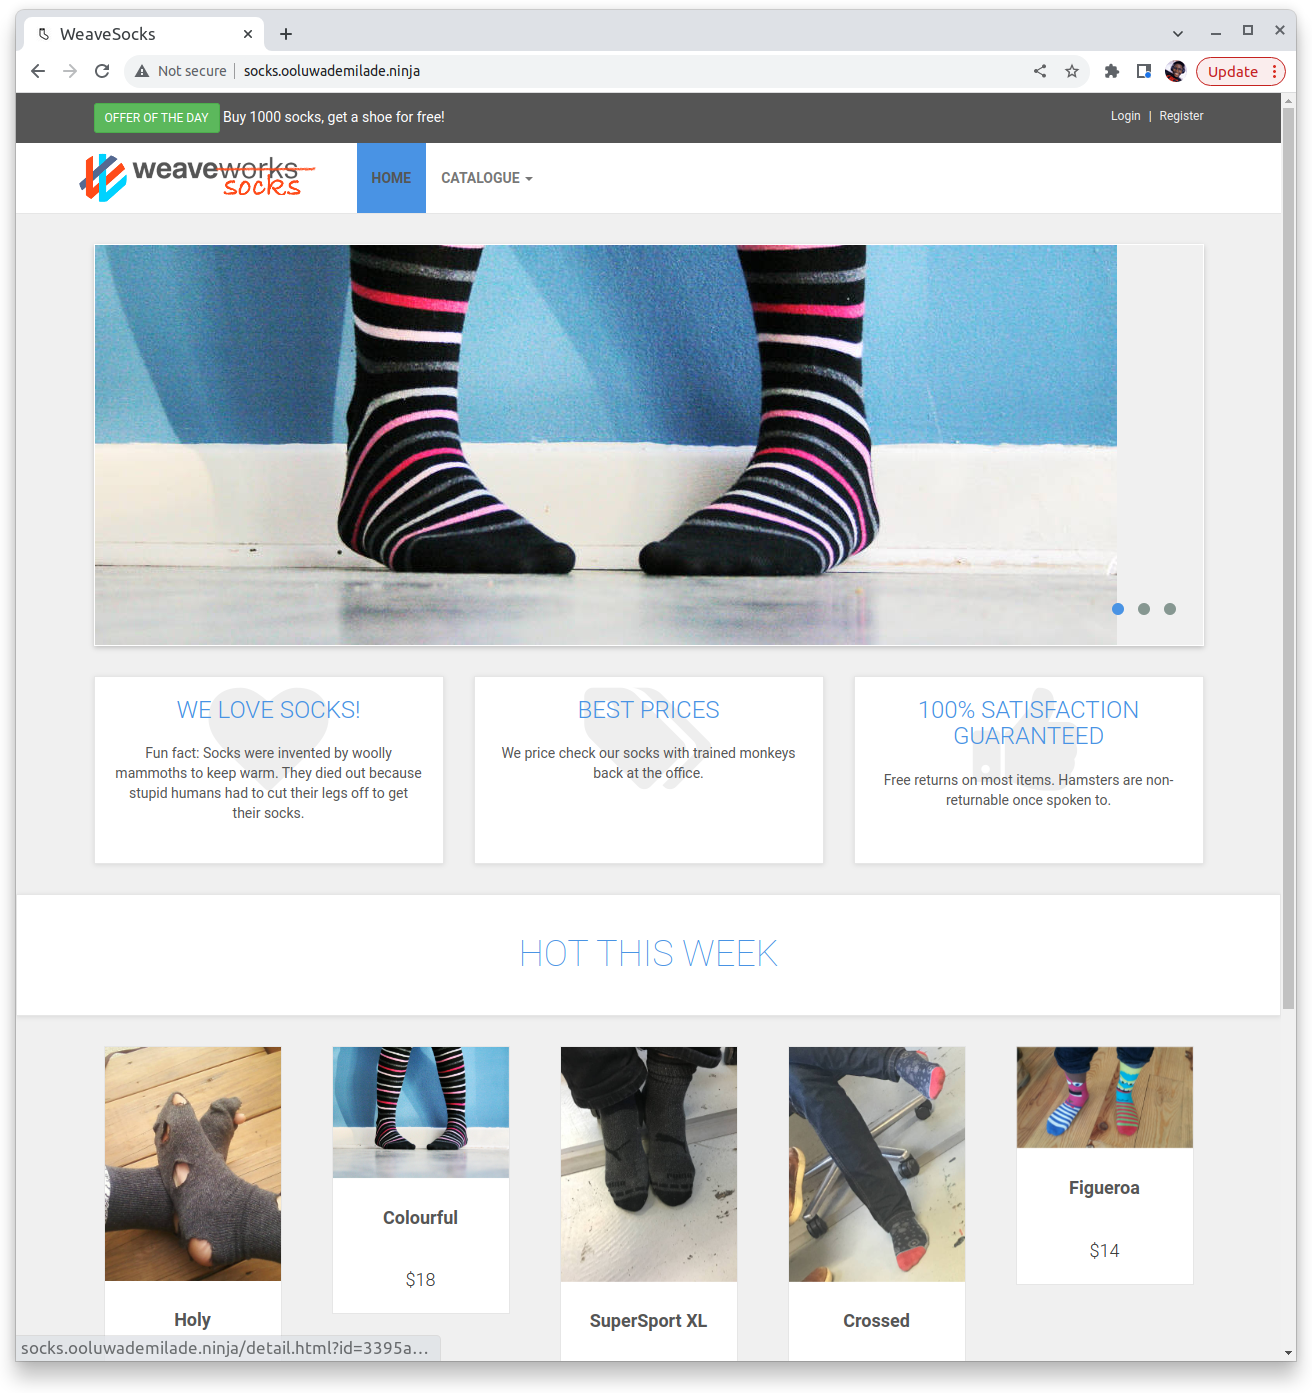 WeaveSocks
Update
Not secure
socks.ooluwademilade.ninja
OFFER OF THE DAY Buy 1000 socks, get a shoe for free!
Login | Register
weaveworks
socks
HOME
CATALOGUE
WE LOVE SOCKS!
Fun fact: Socks were invented by woolly
mammoths to keep warm. They died out because
stupid humans had to cut their legs off to get
their socks.
BEST PRICES
We price check our socks with trained monkeys
back at the office.
100% SATISFACTION
GUARANTEED
Free returns on most items. Hamsters are non-
returnable once spoken to.
HOT THIS WEEK
Holy
Colourful
$18
SuperSport XL
Crossed
Figueroa
$14
socks.ooluwademilade.ninja/detail.html?id=3395a...